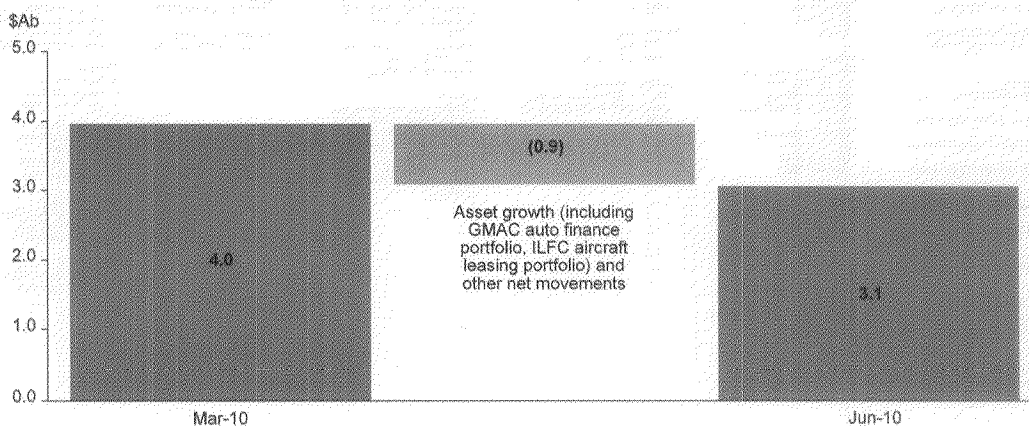 $Ab
5.0
4.0
3.0
2.0
1.0
0.0
4.0
(0.9)
Asset growth (including
GMAC auto finance
portfolio, ILFC aircraft
leasing portfolio) and
other net movements
3.1
Mar-10
Jun-10